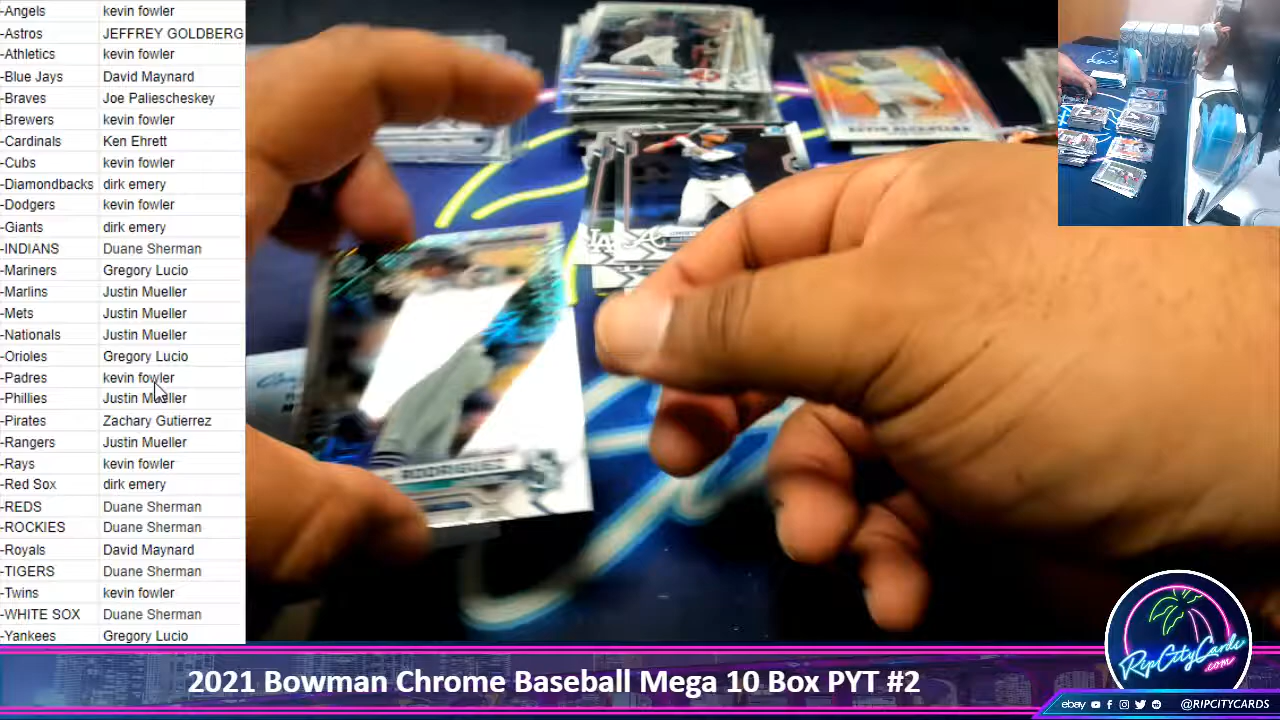 -Angels kevin fowler
-Astros JEFFREY GOLDBERG
-Athletics kevin fowler
-Blue Jays David Maynard
-Braves Joe Paliescheskey
-Brewers kevin fowler
-Cardinals Ken Ehrett
-Cubs kevin fowler
-Diamondbacks dirk emery
-Dodgers kevin fowler
-Giants dirk emery
-INDIANS Duane Sherman
-Mariners Gregory Lucio
-Marlins Justin Mueller
-Mets Justin Mueller
-Nationals Justin Mueller
-Orioles Gregory Lucio
-Padres kevin fowler
-Phillies Justin Mueller
-Pirates Zachary Gutierrez
-Rangers Justin Mueller
-Rays kevin fowler
-Red Sox dirk emery
-REDS Duane Sherman
-ROCKIES Duane Sherman
-Royals David Maynard
-TIGERS Duane Sherman
-Twins kevin fowler
-WHITE SOX Duane Sherman
-Yankees Gregory Lucio
RODRIGUEZ
2021 Bowman Chrome Baseball Mega 10 Box PYT #2
RipCityCards
.com
ebay @RIPCITYCARDS